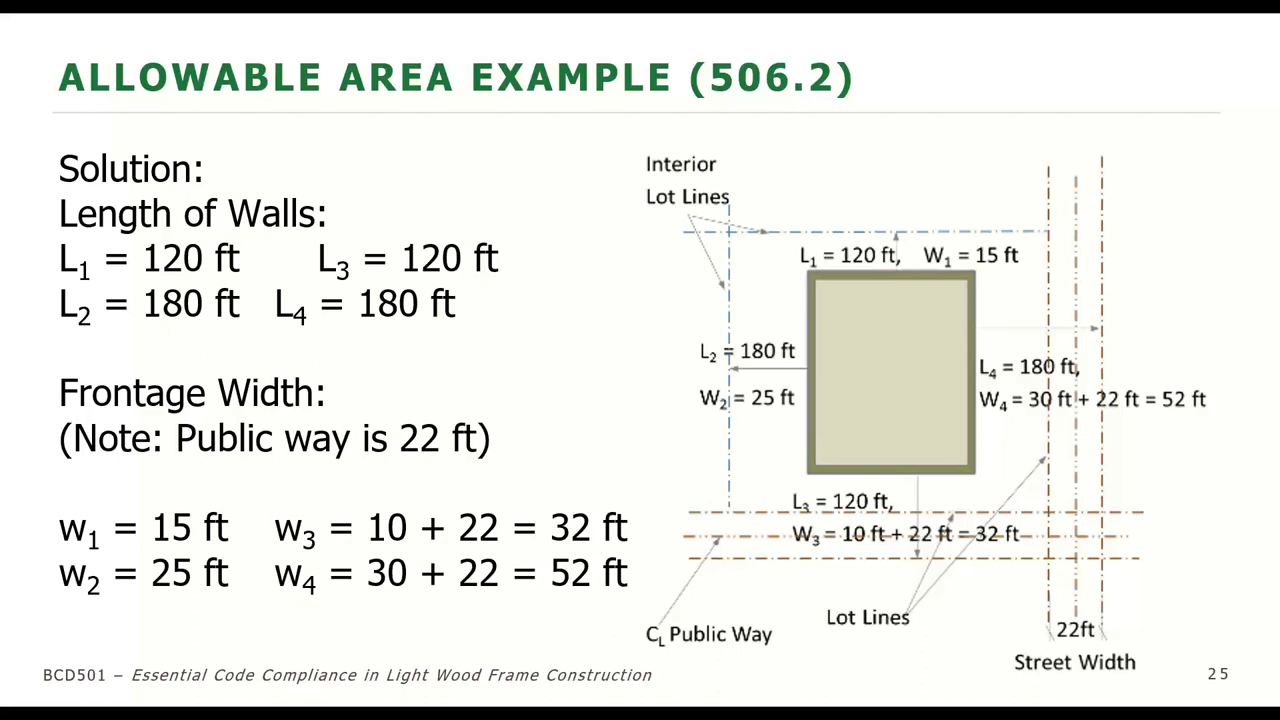 ALLOWABLE AREA EXAMPLE (506.2)
Solution:
Length of Walls:
L1 = 120 ft L3 = 120 ft
L2 = 180 ft L4 = 180 ft
Frontage Width:
(Note: Public way is 22 ft)
w1 = 15 ft w3 = 10 + 22 = 32 ft
w2 = 25 ft w4 = 30 + 22 = 52 ft
Interior
Lot Lines
L1 = 120 ft, W1 = 15 ft
L2 = 180 ft
W2 = 25 ft
L4 = 180 ft,
W4 = 30 ft + 22 ft = 52 ft
L3 = 120 ft,
W3 = 10 ft + 22 ft = 32 ft
Lot Lines
CL Public Way
22ft
Street Width
BCD501 – Essential Code Compliance in Light Wood Frame Construction
25